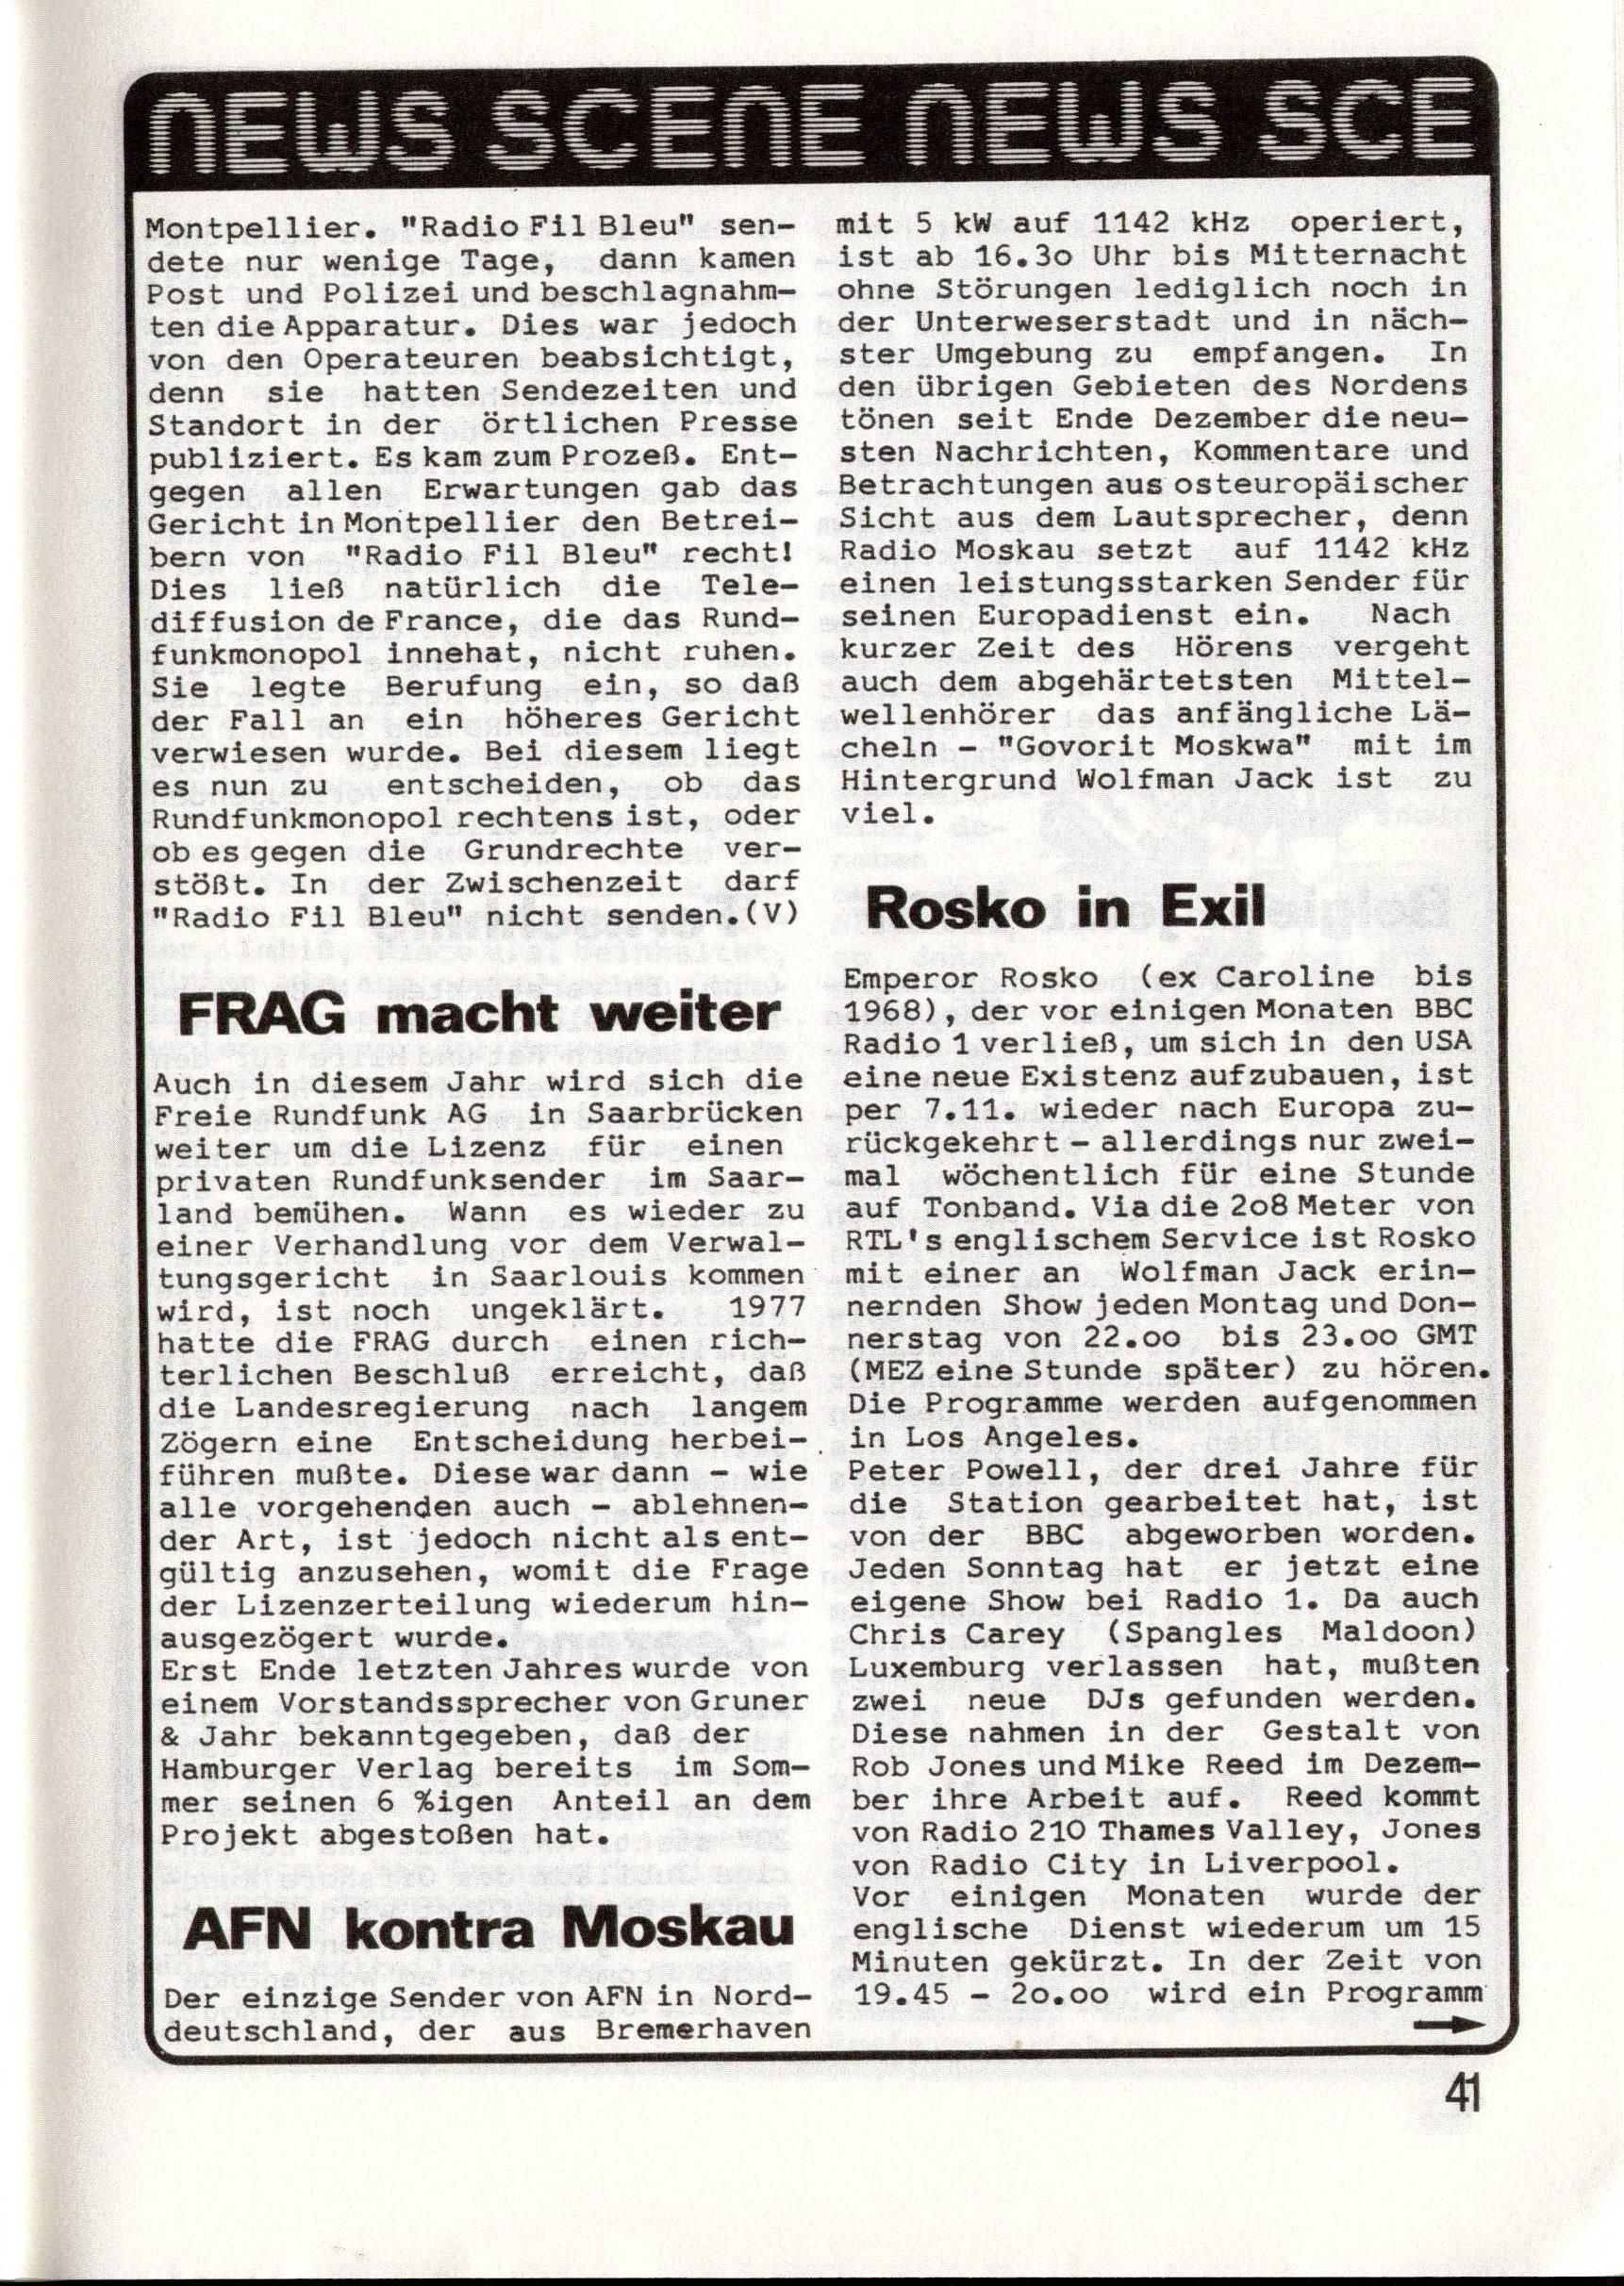 NEWS SCENE NEWS SCE
Montpellier. "Radio Fil Bleu" sen-
dete nur wenige Tage, dann kamen
Post und Polizei und beschlagnahm-
ten die Apparatur. Dies war jedoch
von den Operateuren beabsichtigt,
denn sie hatten Sendezeiten und
Standort in der örtlichen Presse
publiziert. Es kam zum Prozeß. Ent-
gegen allen Erwartungen gab das
Gericht in Montpellier den Betrei-
bern von "Radio Fil Bleu" recht!
Dies ließ natürlich die Tele-
diffusion de France, die das Rund-
funkmonopol innehat, nicht ruhen.
Sie legte Berufung ein, so daß
der Fall an ein höheres Gericht
verwiesen wurde. Bei diesem liegt
es nun zu entscheiden, ob das
Rundfunkmonopol rechtens ist, oder
ob es gegen die Grundrechte ver-
stößt. In der Zwischenzeit darf
"Radio Fil Bleu" nicht senden.(V)
FRAG macht weiter
Auch in diesem Jahr wird sich die
Freie Rundfunk AG in Saarbrücken
weiter um die Lizenz für einen
privaten Rundfunksender im Saar-
land bemühen. Wann es wieder zu
einer Verhandlung vor dem Verwal-
tungsgericht in Saarlouis kommen
wird, ist noch ungeklärt. 1977
hatte die FRAG durch einen rich-
terlichen Beschluß erreicht, daß
die Landesregierung nach langem
Zögern eine Entscheidung herbei-
führen mußte. Diese war dann - wie
alle vorgehenden auch - ablehnen-
der Art, ist jedoch nicht als ent-
gültig anzusehen, womit die Frage
der Lizenzerteilung wiederum hin-
ausgezögert wurde.
Erst Ende letzten Jahres wurde von
einem Vorstandssprecher von Gruner
& Jahr bekanntgegeben, daß der
Hamburger Verlag bereits im Som-
mer seinen 6 %igen Anteil an dem
Projekt abgestoßen hat.
AFN kontra Moskau
Der einzige Sender von AFN in Nord-
deutschland, der aus Bremerhaven
mit 5 kW auf 1142 kHz operiert,
ist ab 16.3o Uhr bis Mitternacht
ohne Störungen lediglich noch in
der Unterweserstadt und in näch-
ster Umgebung zu empfangen. In
den übrigen Gebieten des Nordens
tönen seit Ende Dezember die neu-
sten Nachrichten, Kommentare und
Betrachtungen aus osteuropäischer
Sicht aus dem Lautsprecher, denn
Radio Moskau setzt auf 1142 kHz
einen leistungsstarken Sender für
seinen Europadienst ein. Nach
kurzer Zeit des Hörens vergeht
auch dem abgehärtetsten Mittel-
wellenhörer das anfängliche Lä-
cheln - "Govorit Moskwa" mit im
Hintergrund Wolfman Jack ist zu
viel.
Rosko in Exil
Emperor Rosko (ex Caroline bis
1968), der vor einigen Monaten BBC
Radio 1 verließ, um sich in den USA
eine neue Existenz aufzubauen, ist
per 7.11. wieder nach Europa zu-
rückgekehrt - allerdings nur zwei-
mal wöchentlich für eine Stunde
auf Tonband. Via die 2o8 Meter von
RTL's englischem Service ist Rosko
mit einer an Wolfman Jack erin-
nernden Show jeden Montag und Don-
nerstag von 22.oo bis 23.oo GMT
(MEZ eine Stunde später) zu hören.
Die Programme werden aufgenommen
in Los Angeles.
Peter Powell, der drei Jahre für
die Station gearbeitet hat, ist
von der BBC abgeworben worden.
Jeden Sonntag hat er jetzt eine
eigene Show bei Radio 1. Da auch
Chris Carey (Spangles Maldoon)
Luxemburg verlassen hat, mußten
zwei neue DJs gefunden werden.
Diese nahmen in der Gestalt von
Rob Jones und Mike Reed im Dezem-
ber ihre Arbeit auf. Reed kommt
von Radio 210 Thames Valley, Jones
von Radio City in Liverpool.
Vor einigen Monaten wurde der
englische Dienst wiederum um 15
Minuten gekürzt. In der Zeit von
19.45 - 2o.oo wird ein Programm
41